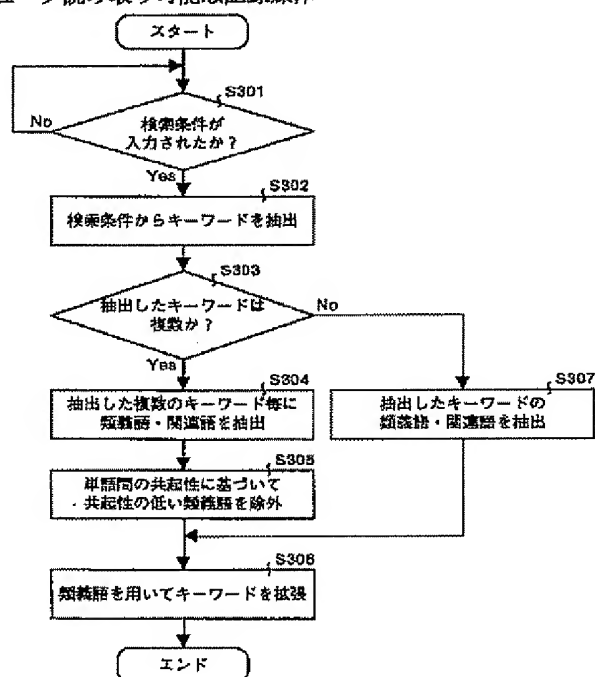 スタート
S301
検索条件が
入力されたか？
No
Yes
S302
検索条件からキーワードを抽出
S303
抽出したキーワードは
複数か？
No
Yes
S304
抽出した複数のキーワード毎に
類義語・関連語を抽出
S307
抽出したキーワードの
類義語・関連語を抽出
S305
単語間の共起性に基づいて
共起性の低い類義語を除外
S306
類義語を用いてキーワードを拡張
エンド